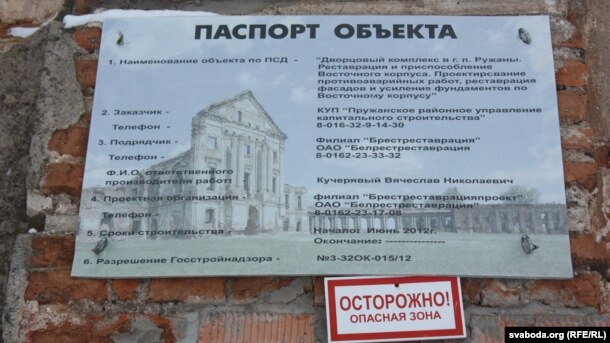 ПАСПОРТ ОБЪЕКТА
1. Наименование объекта по ПСД - "Дворцовый комплекс в г. п. Ружаны.
Реставрация и приспособление
Восточного корпуса. Проектирсвание
противоаварийных работ, реставрация
фасадов и усиление фундаментов по
Восточному корпусу"
2. Заказчик - КУП "Пружанское районное управление
капитального строительства"
Телефон - 8-016-32-9-14-30
3. Подрядчик - Филиал "Брестреставрация"
ОАО "Белреставрация"
Телефон - 8-0162-23-33-32
Ф.И.О. ответственного
производителя работ: Кучерявый Вячеслав Николаевич
4. Проектная организация - филиал "Брестреставрацияпроект"
ОАО "Белреставрация"
Телефон - 8-0162-23-17-08
5. Сроки строительства - Начало: Июнь 2012г.
Окончание: --------------
6. Разрешение Госстройнадзора - №3-32ОК-015/12
ОСТОРОЖНО!
ОПАСНАЯ ЗОНА
svaboda.org (RFE/RL)